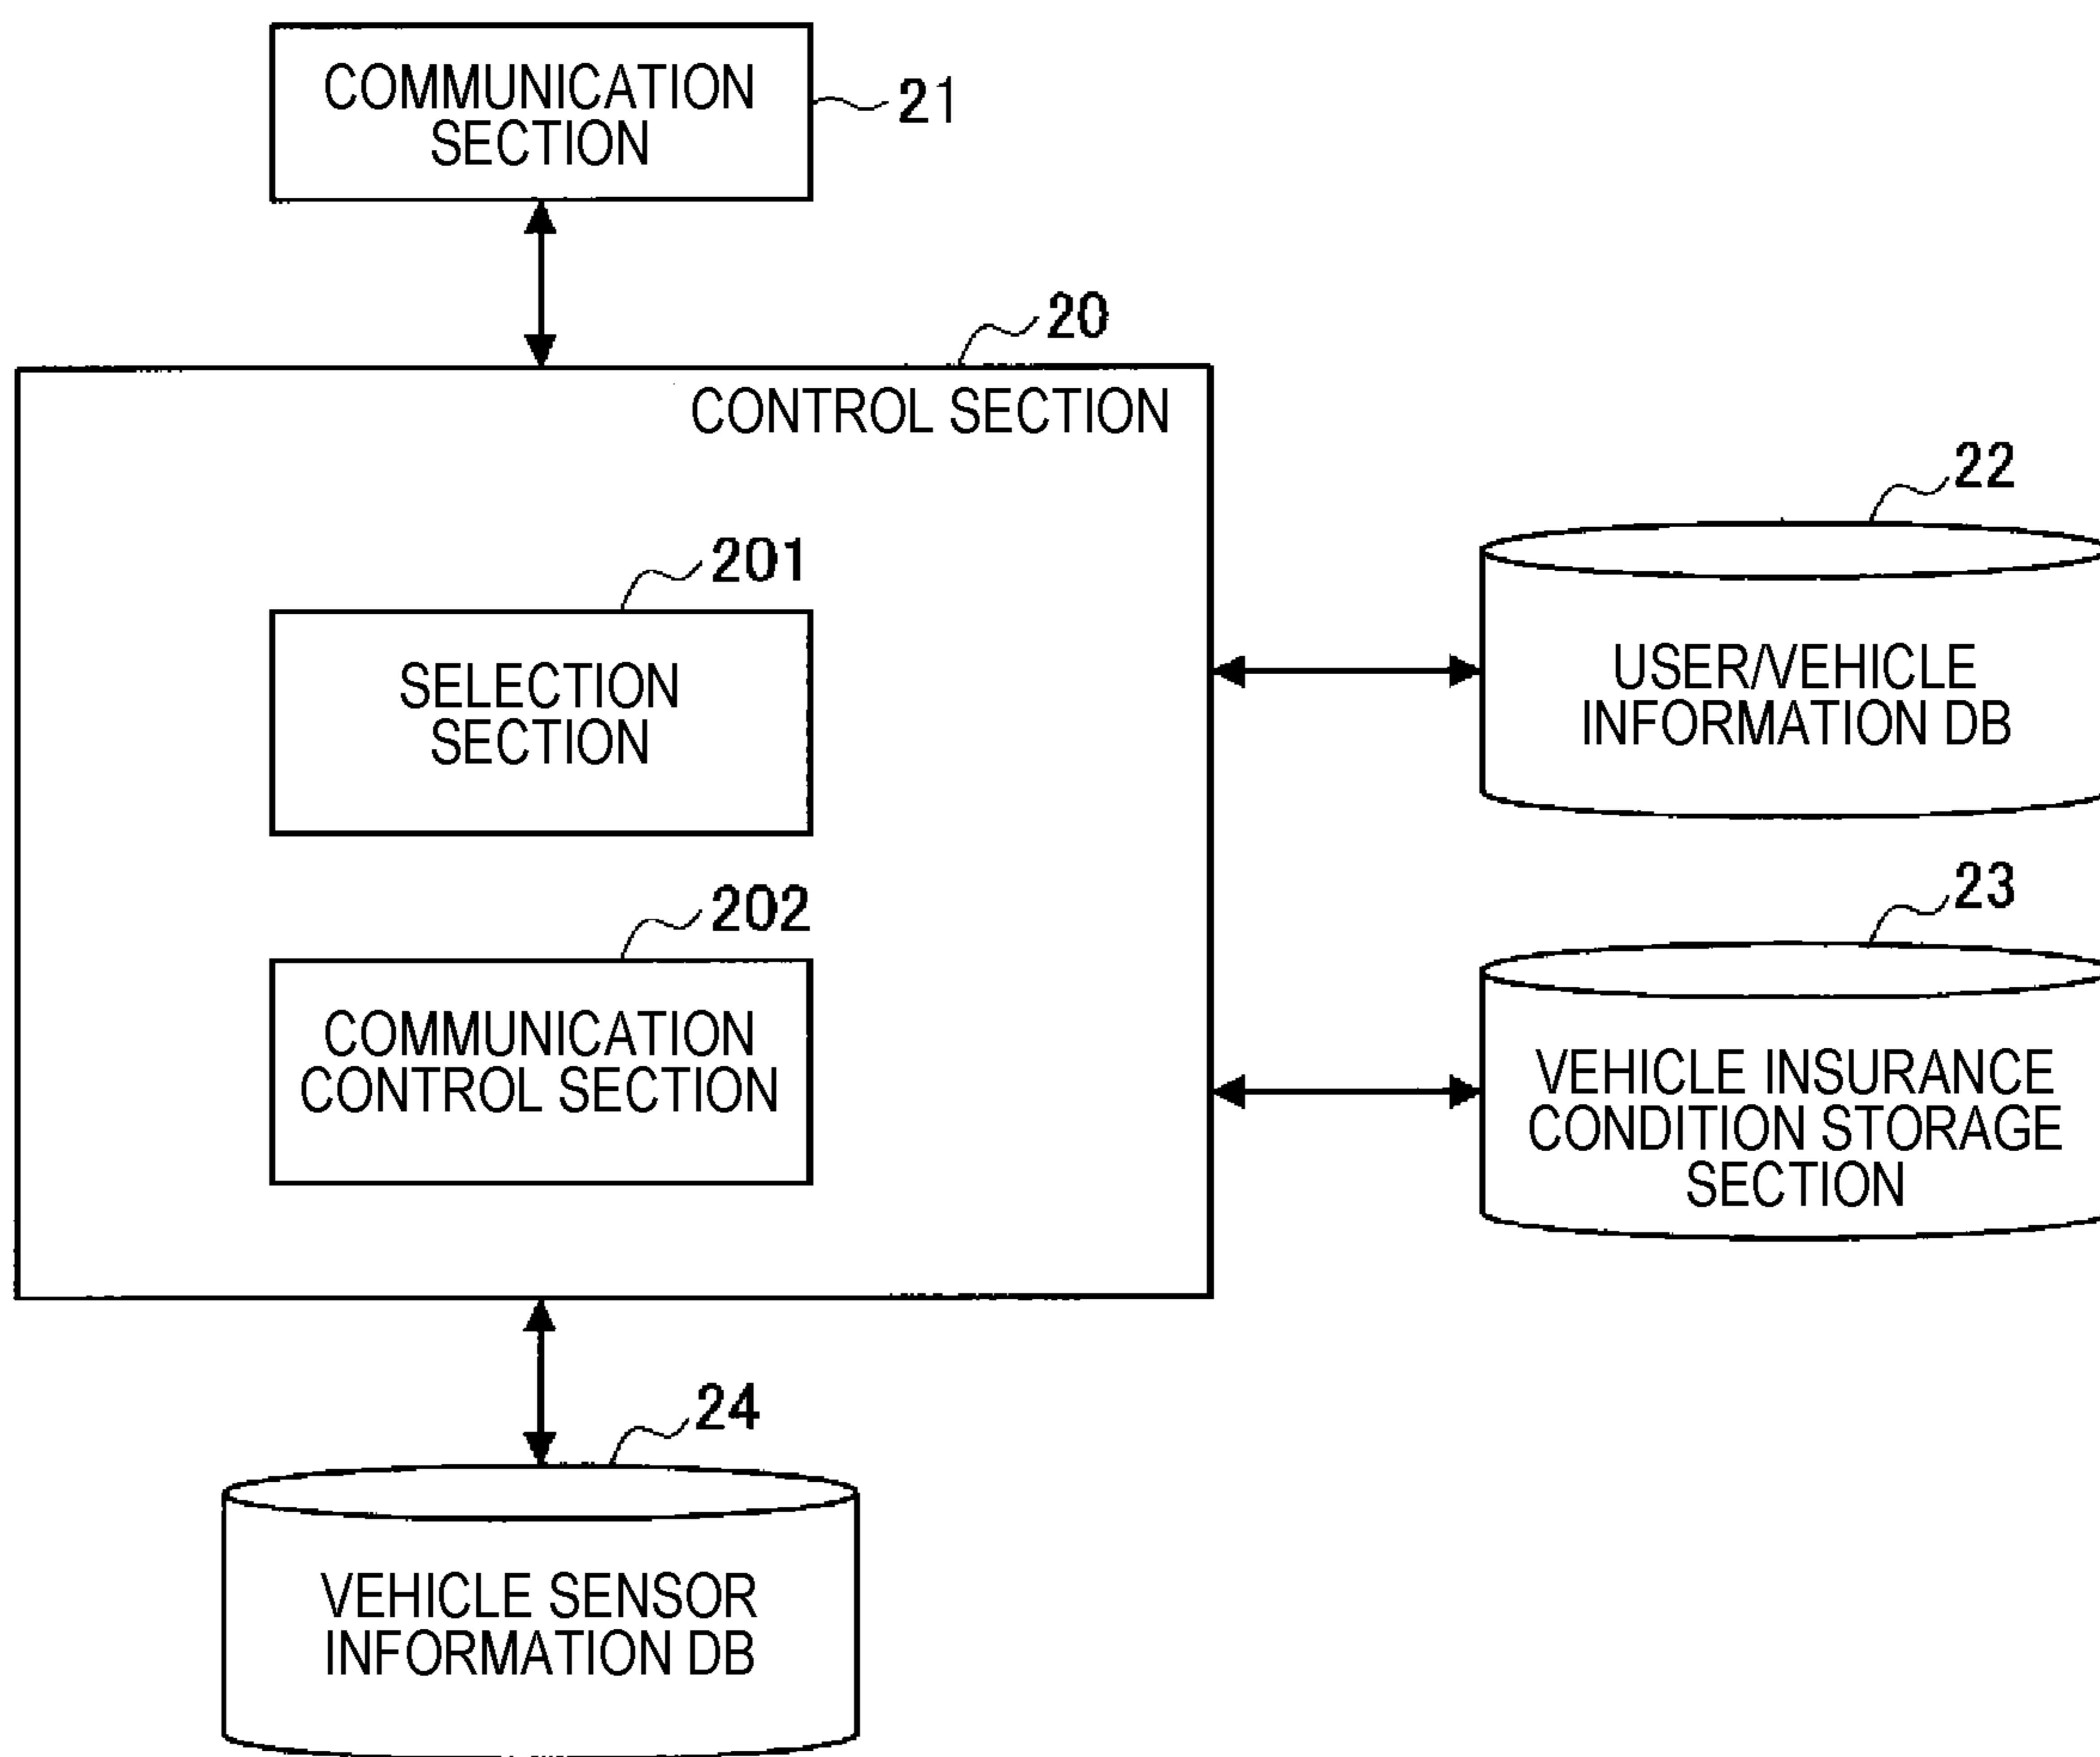 COMMUNICATION
SECTION
21
20
CONTROL SECTION
201
SELECTION
SECTION
202
COMMUNICATION
CONTROL SECTION
22
USER/VEHICLE
INFORMATION DB
23
VEHICLE INSURANCE
CONDITION STORAGE
SECTION
24
VEHICLE SENSOR
INFORMATION DB